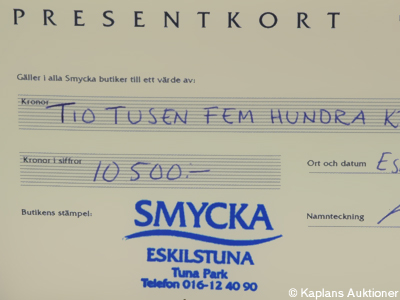 PRESENTKORT
Gäller i alla Smycka butiker till ett värde av:
Kronor
TIO TUSEN FEM HUNDRA
Kronor i siffror
10 500:-
Ort och datum
Butikens stämpel:
SMYCKA
ESKILSTUNA
Tuna Park
Telefon 016-12 40 90
Namnteckning
© Kaplans Auktioner